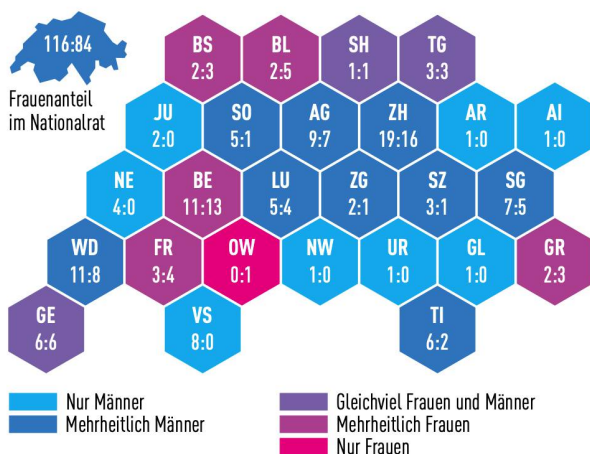 116:84
Frauenanteil
im Nationalrat
BS BL SH TG
2:3 2:5 1:1 3:3
JU SO AG ZH AR AI
2:0 5:1 9:7 19:16 1:0 1:0
NE BE LU ZG SZ SG
4:0 11:13 5:4 2:1 3:1 7:5
WD FR OW NW UR GL GR
11:8 3:4 0:1 1:0 1:0 1:0 2:3
GE VS TI
6:6 8:0 6:2
Nur Männer
Mehrheitlich Männer
Gleichviel Frauen und Männer
Mehrheitlich Frauen
Nur Frauen